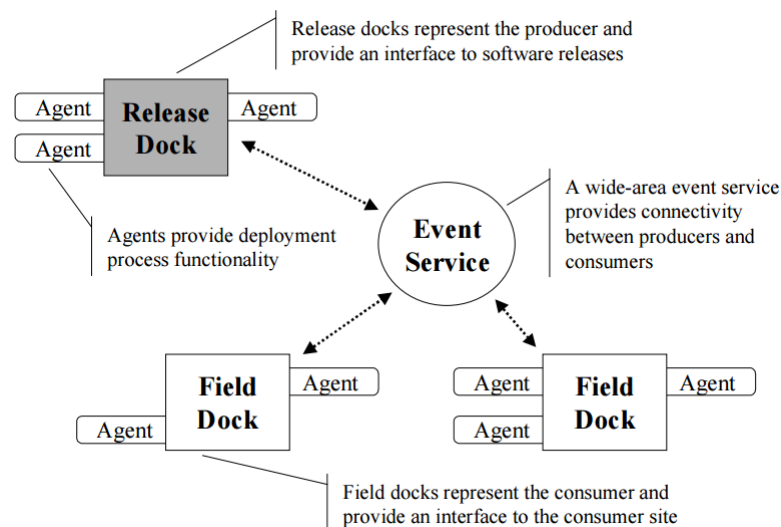 Release docks represent the producer and
provide an interface to software releases
Agent
Release
Dock
Agent
Agent
Agents provide deployment
process functionality
Event
Service
A wide-area event service
provides connectivity
between producers and
consumers
Field
Dock
Agent
Agent
Agent
Field
Dock
Agent
Agent
Field docks represent the consumer and
provide an interface to the consumer site